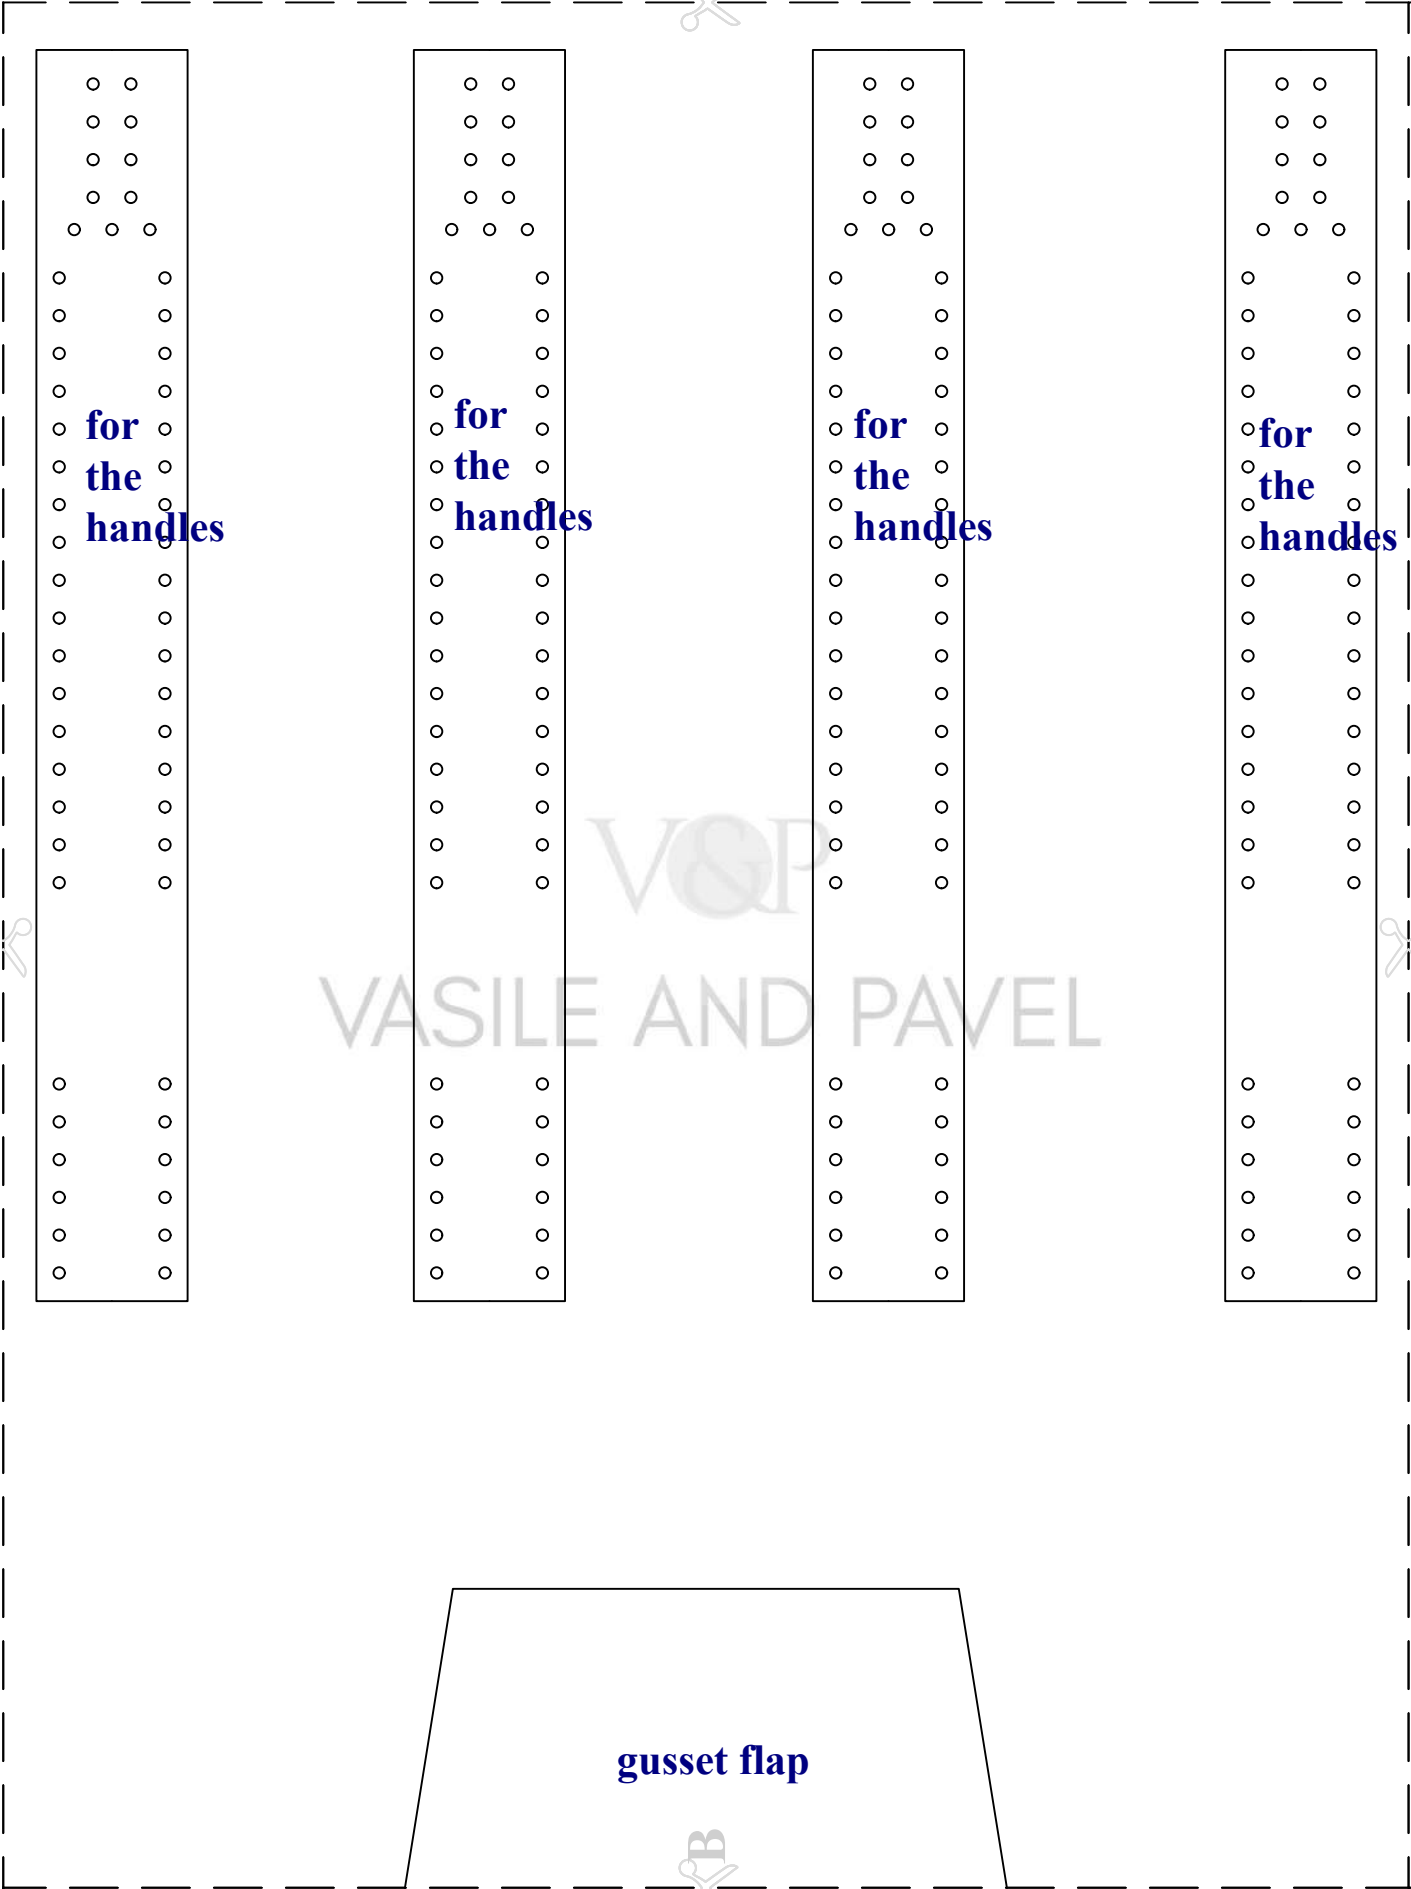 for
the
handles
for
the
handles
for
the
handles
for
the
handles
V&P
VASILE AND PAVEL
gusset flap
B